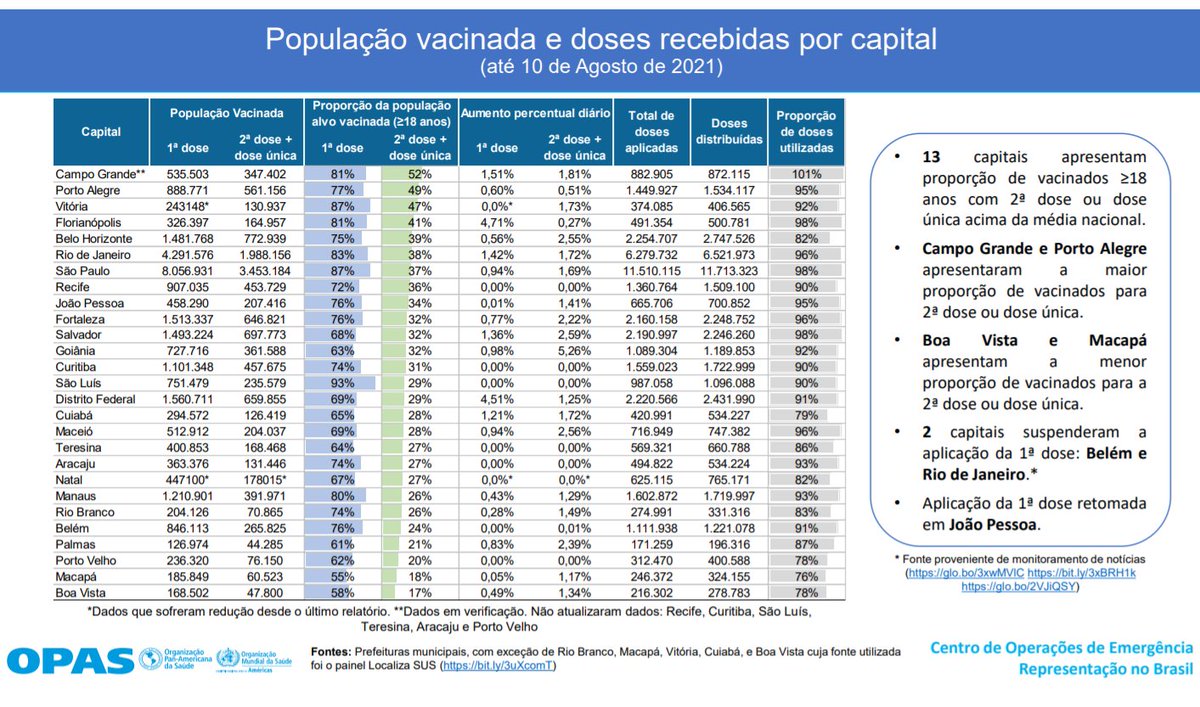 População vacinada e doses recebidas por capital
(até 10 de Agosto de 2021)
Capital | População Vacinada | Proporção da população alvo vacinada (≥18 anos) | Aumento percentual diário | Total de doses aplicadas | Doses distribuídas | Proporção de doses utilizadas
1ª dose | 2ª dose + dose única | 1ª dose | 2ª dose + dose única | 1ª dose | 2ª dose + dose única
Campo Grande** 535.503 347.402 81% 52% 1,51% 1,81% 882.905 872.115 101%
Porto Alegre 888.771 561.156 77% 49% 0,60% 0,51% 1.449.927 1.534.117 95%
Vitória 243148* 130.937 87% 47% 0,0%* 1,73% 374.085 406.565 92%
Florianópolis 326.397 164.957 81% 41% 4,71% 0,27% 491.354 500.781 98%
Belo Horizonte 1.481.768 772.939 75% 39% 0,56% 2,55% 2.254.707 2.747.526 82%
Rio de Janeiro 4.291.576 1.988.156 83% 38% 1,42% 1,72% 6.279.732 6.521.973 96%
São Paulo 8.056.931 3.453.184 87% 37% 0,94% 1,69% 11.510.115 11.713.323 98%
Recife 907.035 453.729 72% 36% 0,00% 0,00% 1.360.764 1.509.100 90%
João Pessoa 458.290 207.416 76% 34% 0,01% 1,41% 665.706 700.852 95%
Fortaleza 1.513.337 646.821 76% 32% 0,77% 2,22% 2.160.158 2.248.752 96%
Salvador 1.493.224 697.773 68% 32% 1,36% 2,59% 2.190.997 2.246.260 98%
Goiânia 727.716 361.588 63% 32% 0,98% 5,26% 1.089.304 1.189.853 92%
Curitiba 1.101.348 457.675 74% 31% 0,00% 0,00% 1.559.023 1.722.999 90%
São Luís 751.479 235.579 93% 29% 0,00% 0,00% 987.058 1.096.088 90%
Distrito Federal 1.560.711 659.855 69% 29% 4,51% 1,25% 2.220.566 2.431.990 91%
Cuiabá 294.572 126.419 65% 28% 1,21% 1,72% 420.991 534.227 79%
Maceió 512.912 204.037 69% 28% 0,94% 2,56% 716.949 747.382 96%
Teresina 400.853 168.468 64% 27% 0,00% 0,00% 569.321 660.788 86%
Aracaju 363.376 131.446 74% 27% 0,00% 0,00% 494.822 534.224 93%
Natal 447100* 178015* 67% 27% 0,0%* 0,0%* 625.115 765.171 82%
Manaus 1.210.901 391.971 80% 26% 0,43% 1,29% 1.602.872 1.719.997 93%
Rio Branco 204.126 70.865 74% 26% 0,28% 1,49% 274.991 331.316 83%
Belém 846.113 265.825 76% 24% 0,00% 0,01% 1.111.938 1.221.078 91%
Palmas 126.974 44.285 61% 21% 0,83% 2,39% 171.259 196.316 87%
Porto Velho 236.320 76.150 62% 20% 0,00% 0,00% 312.470 400.588 78%
Macapá 185.849 60.523 55% 18% 0,05% 1,17% 246.372 324.155 76%
Boa Vista 168.502 47.800 58% 17% 0,49% 1,34% 216.302 278.783 78%
*Dados que sofreram redução desde o último relatório. **Dados em verificação. Não atualizaram dados: Recife, Curitiba, São Luís,
Teresina, Aracaju e Porto Velho
• 13 capitais apresentam
proporção de vacinados ≥18
anos com 2ª dose ou dose
única acima da média nacional.
• Campo Grande e Porto Alegre
apresentaram a maior
proporção de vacinados para
2ª dose ou dose única.
• Boa Vista e Macapá
apresentam a menor
proporção de vacinados para a
2ª dose ou dose única.
• 2 capitais suspenderam a
aplicação da 1ª dose: Belém e
Rio de Janeiro.*
• Aplicação da 1ª dose retomada
em João Pessoa.
* Fonte proveniente de monitoramento de notícias
(https://glo.bo/3xwMVlC https://bit.ly/3xBRH1k
https://glo.bo/2VJiQSY)
OPAS
Organização
Pan-Americana
da Saúde
Organização
Mundial da Saúde
Américas
Fontes: Prefeituras municipais, com exceção de Rio Branco, Macapá, Vitória, Cuiabá, e Boa Vista cuja fonte utilizada
foi o painel Localiza SUS (https://bit.ly/3uXcomT)
Centro de Operações de Emergência
Representação no Brasil